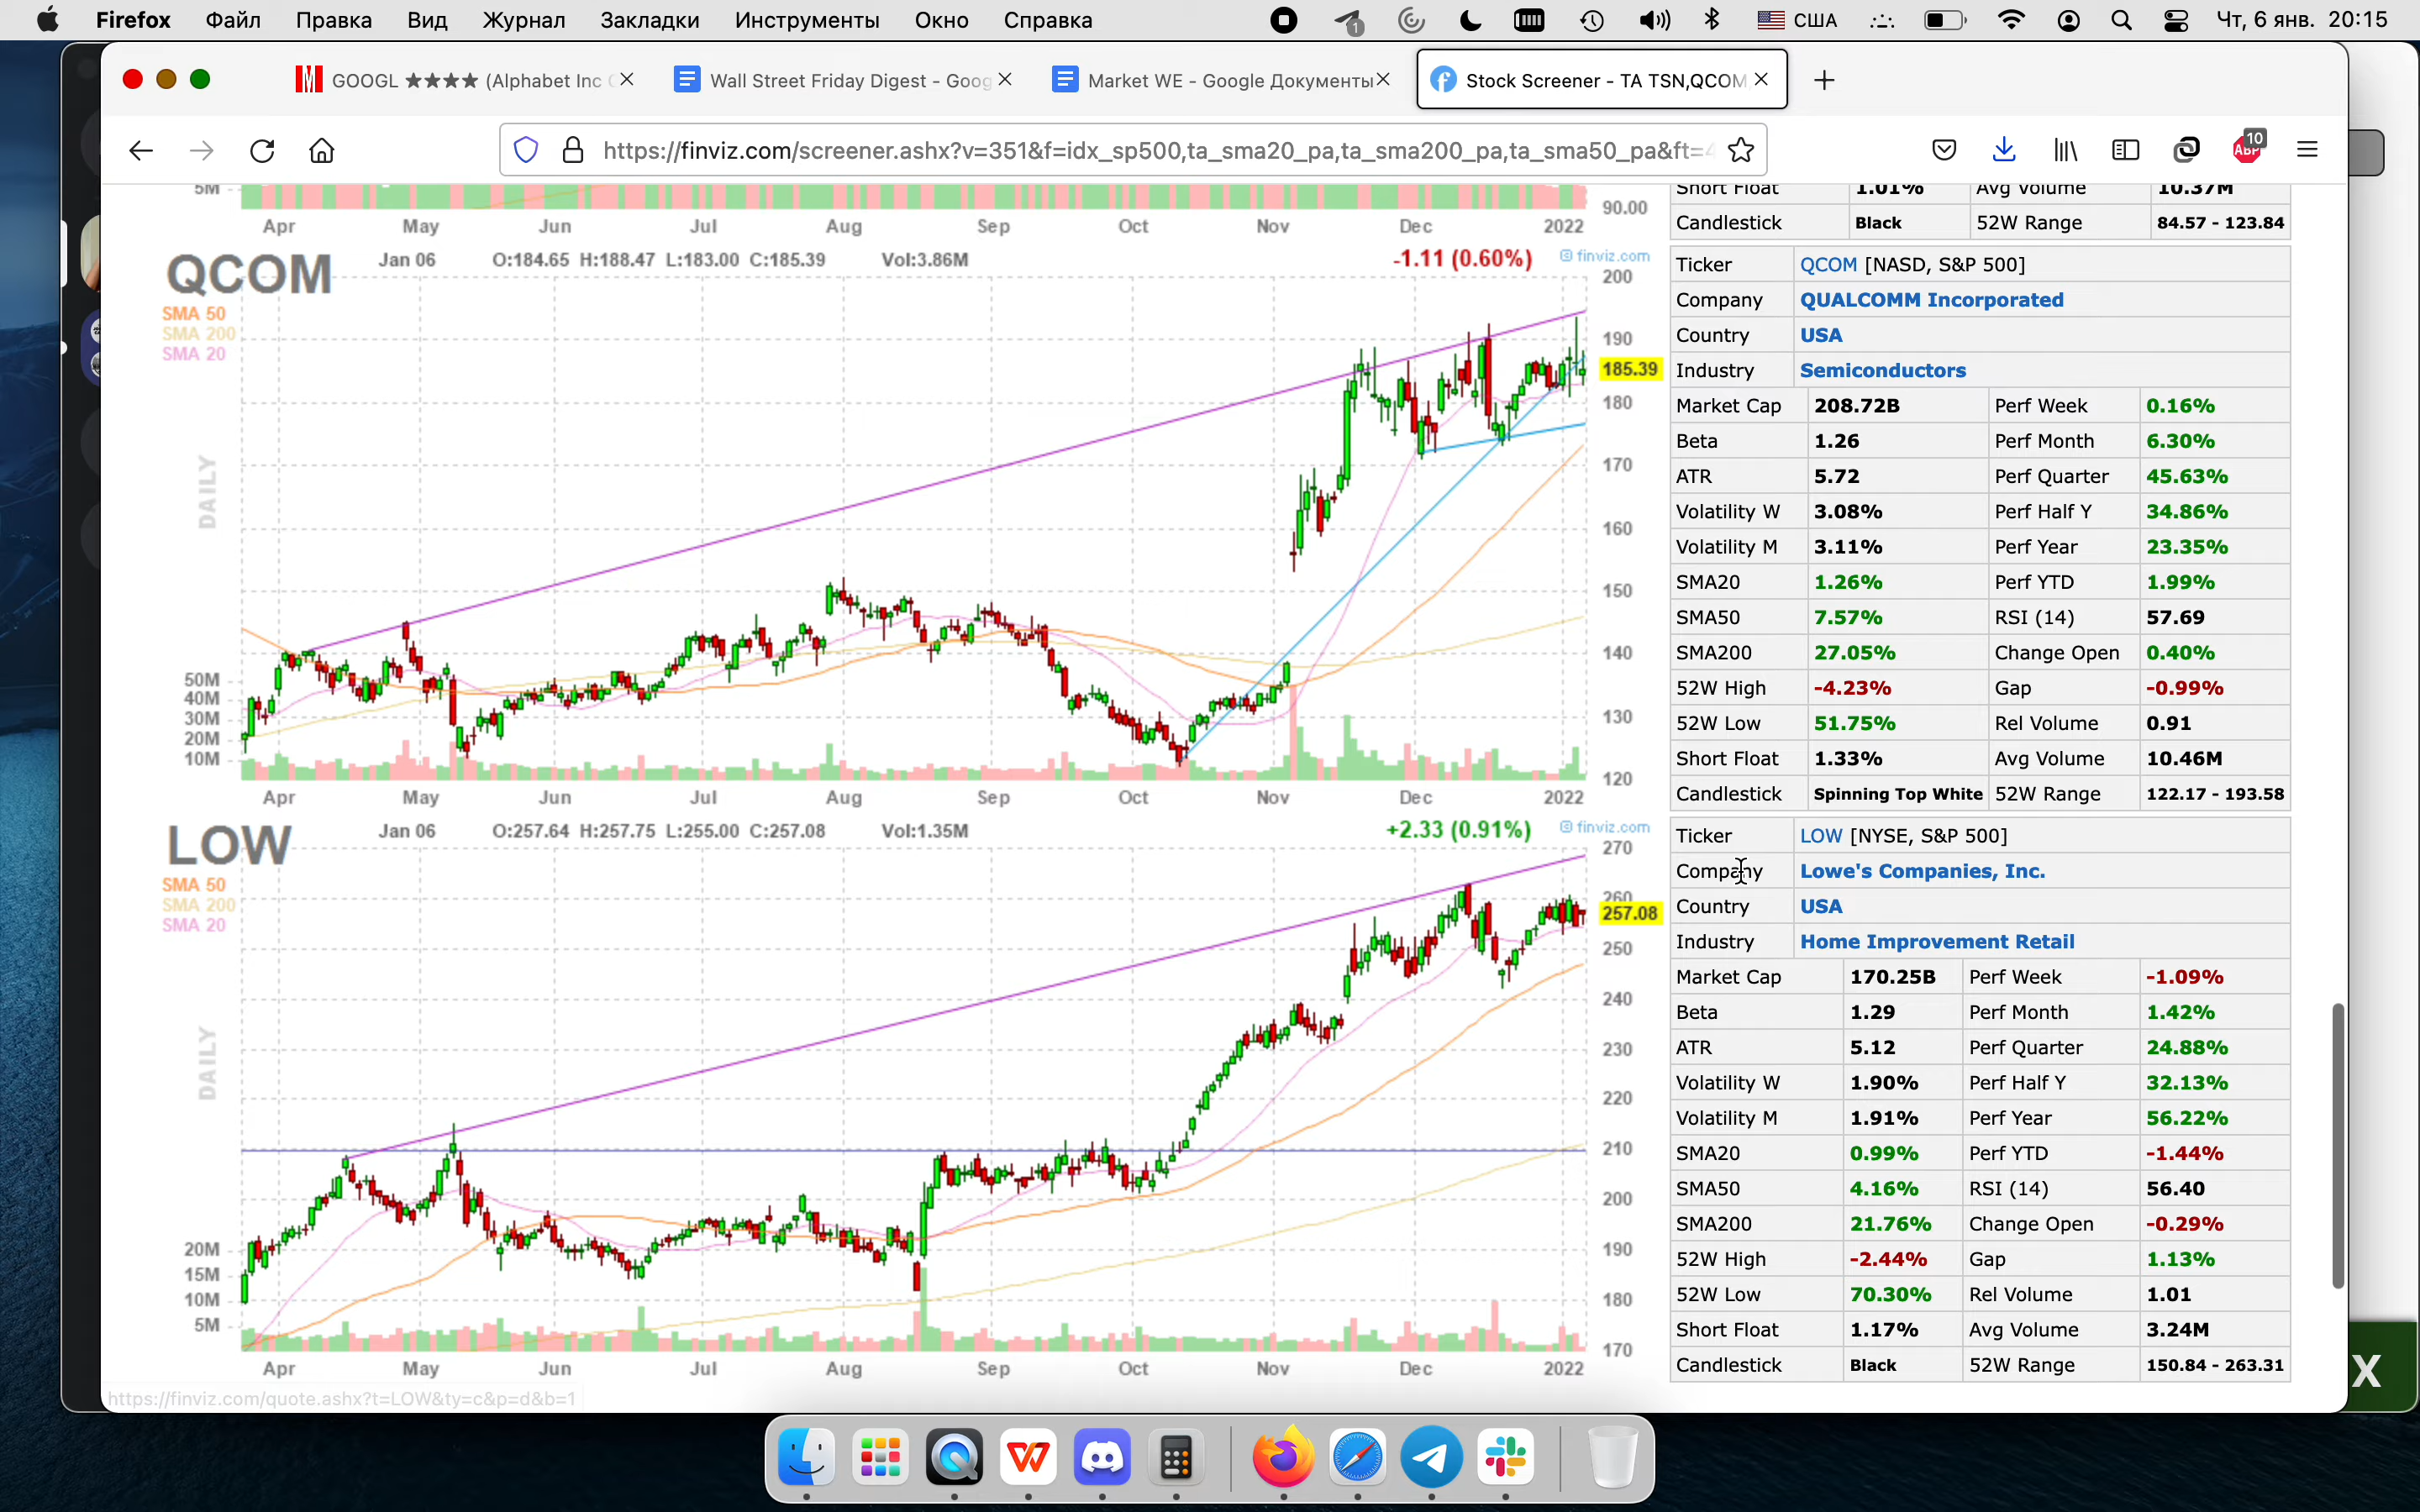 Firefox Файл Правка Вид Журнал Закладки Инструменты Окно Справка 1 США Чт, 6 янв. 20:15
GOOGL ★★★★ (Alphabet Inc C Wall Street Friday Digest - Goog Market WE - Google Документы Stock Screener - TA TSN,QCOM
https://finviz.com/screener.ashx?v=351&f=idx_sp500,ta_sma20_pa,ta_sma200_pa,ta_sma50_pa&ft=4 ABP 10
5M 90.00
Apr May Jun Jul Aug Sep Oct Nov Dec 2022
Short Float 1.01% Avg Volume 10.37M
Candlestick Black 52W Range 84.57 - 123.84
QCOM Jan 06 O:184.65 H:188.47 L:183.00 C:185.39 Vol:3.86M -1.11 (0.60%) © finviz.com
SMA 50
SMA 200
SMA 20
DAILY
200
190
185.39
180
170
160
150
140
130
120
50M
40M
30M
20M
10M
Apr May Jun Jul Aug Sep Oct Nov Dec 2022
Ticker QCOM [NASD, S&P 500]
Company QUALCOMM Incorporated
Country USA
Industry Semiconductors
Market Cap 208.72B Perf Week 0.16%
Beta 1.26 Perf Month 6.30%
ATR 5.72 Perf Quarter 45.63%
Volatility W 3.08% Perf Half Y 34.86%
Volatility M 3.11% Perf Year 23.35%
SMA20 1.26% Perf YTD 1.99%
SMA50 7.57% RSI (14) 57.69
SMA200 27.05% Change Open 0.40%
52W High -4.23% Gap -0.99%
52W Low 51.75% Rel Volume 0.91
Short Float 1.33% Avg Volume 10.46M
Candlestick Spinning Top White 52W Range 122.17 - 193.58
LOW Jan 06 O:257.64 H:257.75 L:255.00 C:257.08 Vol:1.35M +2.33 (0.91%) © finviz.com
SMA 50
SMA 200
SMA 20
DAILY
270
260
257.08
250
240
230
220
210
200
190
180
170
20M
15M
10M
5M
Apr May Jun Jul Aug Sep Oct Nov Dec 2022
Ticker LOW [NYSE, S&P 500]
Company Lowe's Companies, Inc.
Country USA
Industry Home Improvement Retail
Market Cap 170.25B Perf Week -1.09%
Beta 1.29 Perf Month 1.42%
ATR 5.12 Perf Quarter 24.88%
Volatility W 1.90% Perf Half Y 32.13%
Volatility M 1.91% Perf Year 56.22%
SMA20 0.99% Perf YTD -1.44%
SMA50 4.16% RSI (14) 56.40
SMA200 21.76% Change Open -0.29%
52W High -2.44% Gap 1.13%
52W Low 70.30% Rel Volume 1.01
Short Float 1.17% Avg Volume 3.24M
Candlestick Black 52W Range 150.84 - 263.31
https://finviz.com/quote.ashx?t=LOW&ty=c&p=d&b=1
X